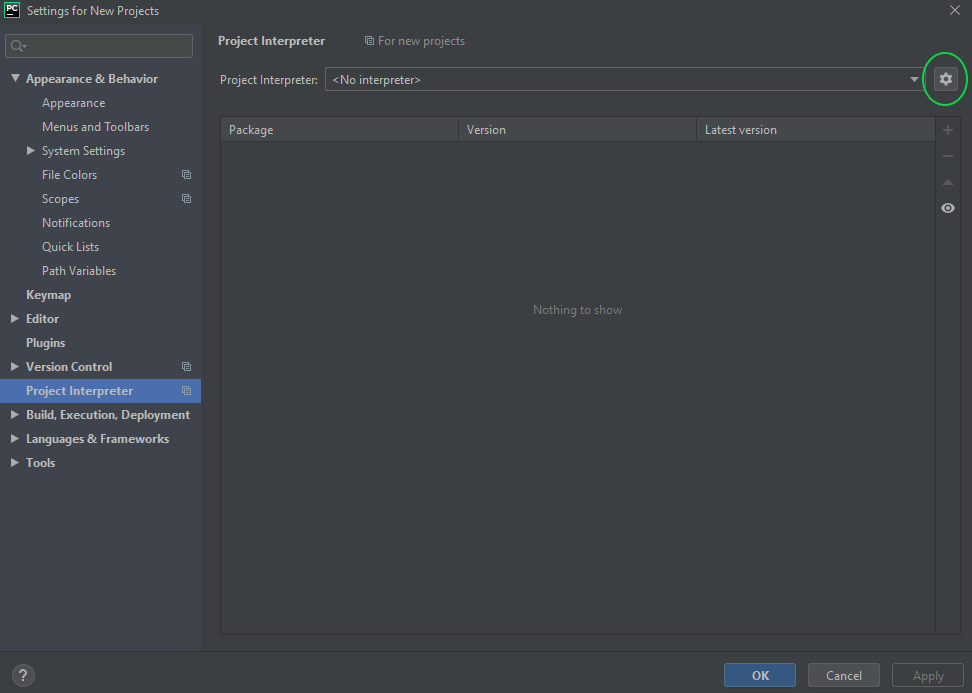 PC Settings for New Projects
Project Interpreter For new projects
Project Interpreter: <No interpreter>
Appearance & Behavior
Appearance
Menus and Toolbars
System Settings
File Colors
Scopes
Notifications
Quick Lists
Path Variables
Keymap
Editor
Plugins
Version Control
Project Interpreter
Build, Execution, Deployment
Languages & Frameworks
Tools
Package Version Latest version
Nothing to show
? OK Cancel Apply